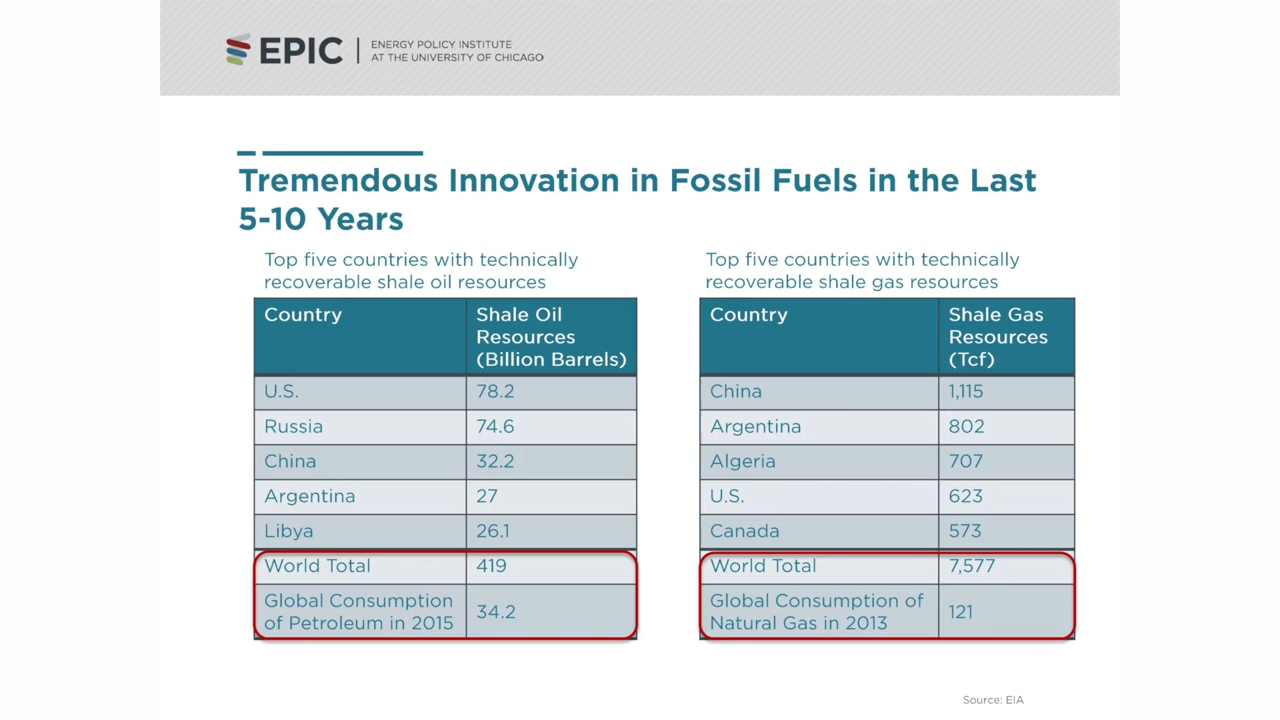 EPIC
ENERGY POLICY INSTITUTE
AT THE UNIVERSITY OF CHICAGO
Tremendous Innovation in Fossil Fuels in the Last
5-10 Years
Top five countries with technically
recoverable shale oil resources
Country
Shale Oil
Resources
(Billion Barrels)
U.S. 78.2
Russia 74.6
China 32.2
Argentina 27
Libya 26.1
World Total 419
Global Consumption
of Petroleum in 2015
34.2
Top five countries with technically
recoverable shale gas resources
Country
Shale Gas
Resources
(Tcf)
China 1,115
Argentina 802
Algeria 707
U.S. 623
Canada 573
World Total 7,577
Global Consumption of
Natural Gas in 2013
121
Source: EIA